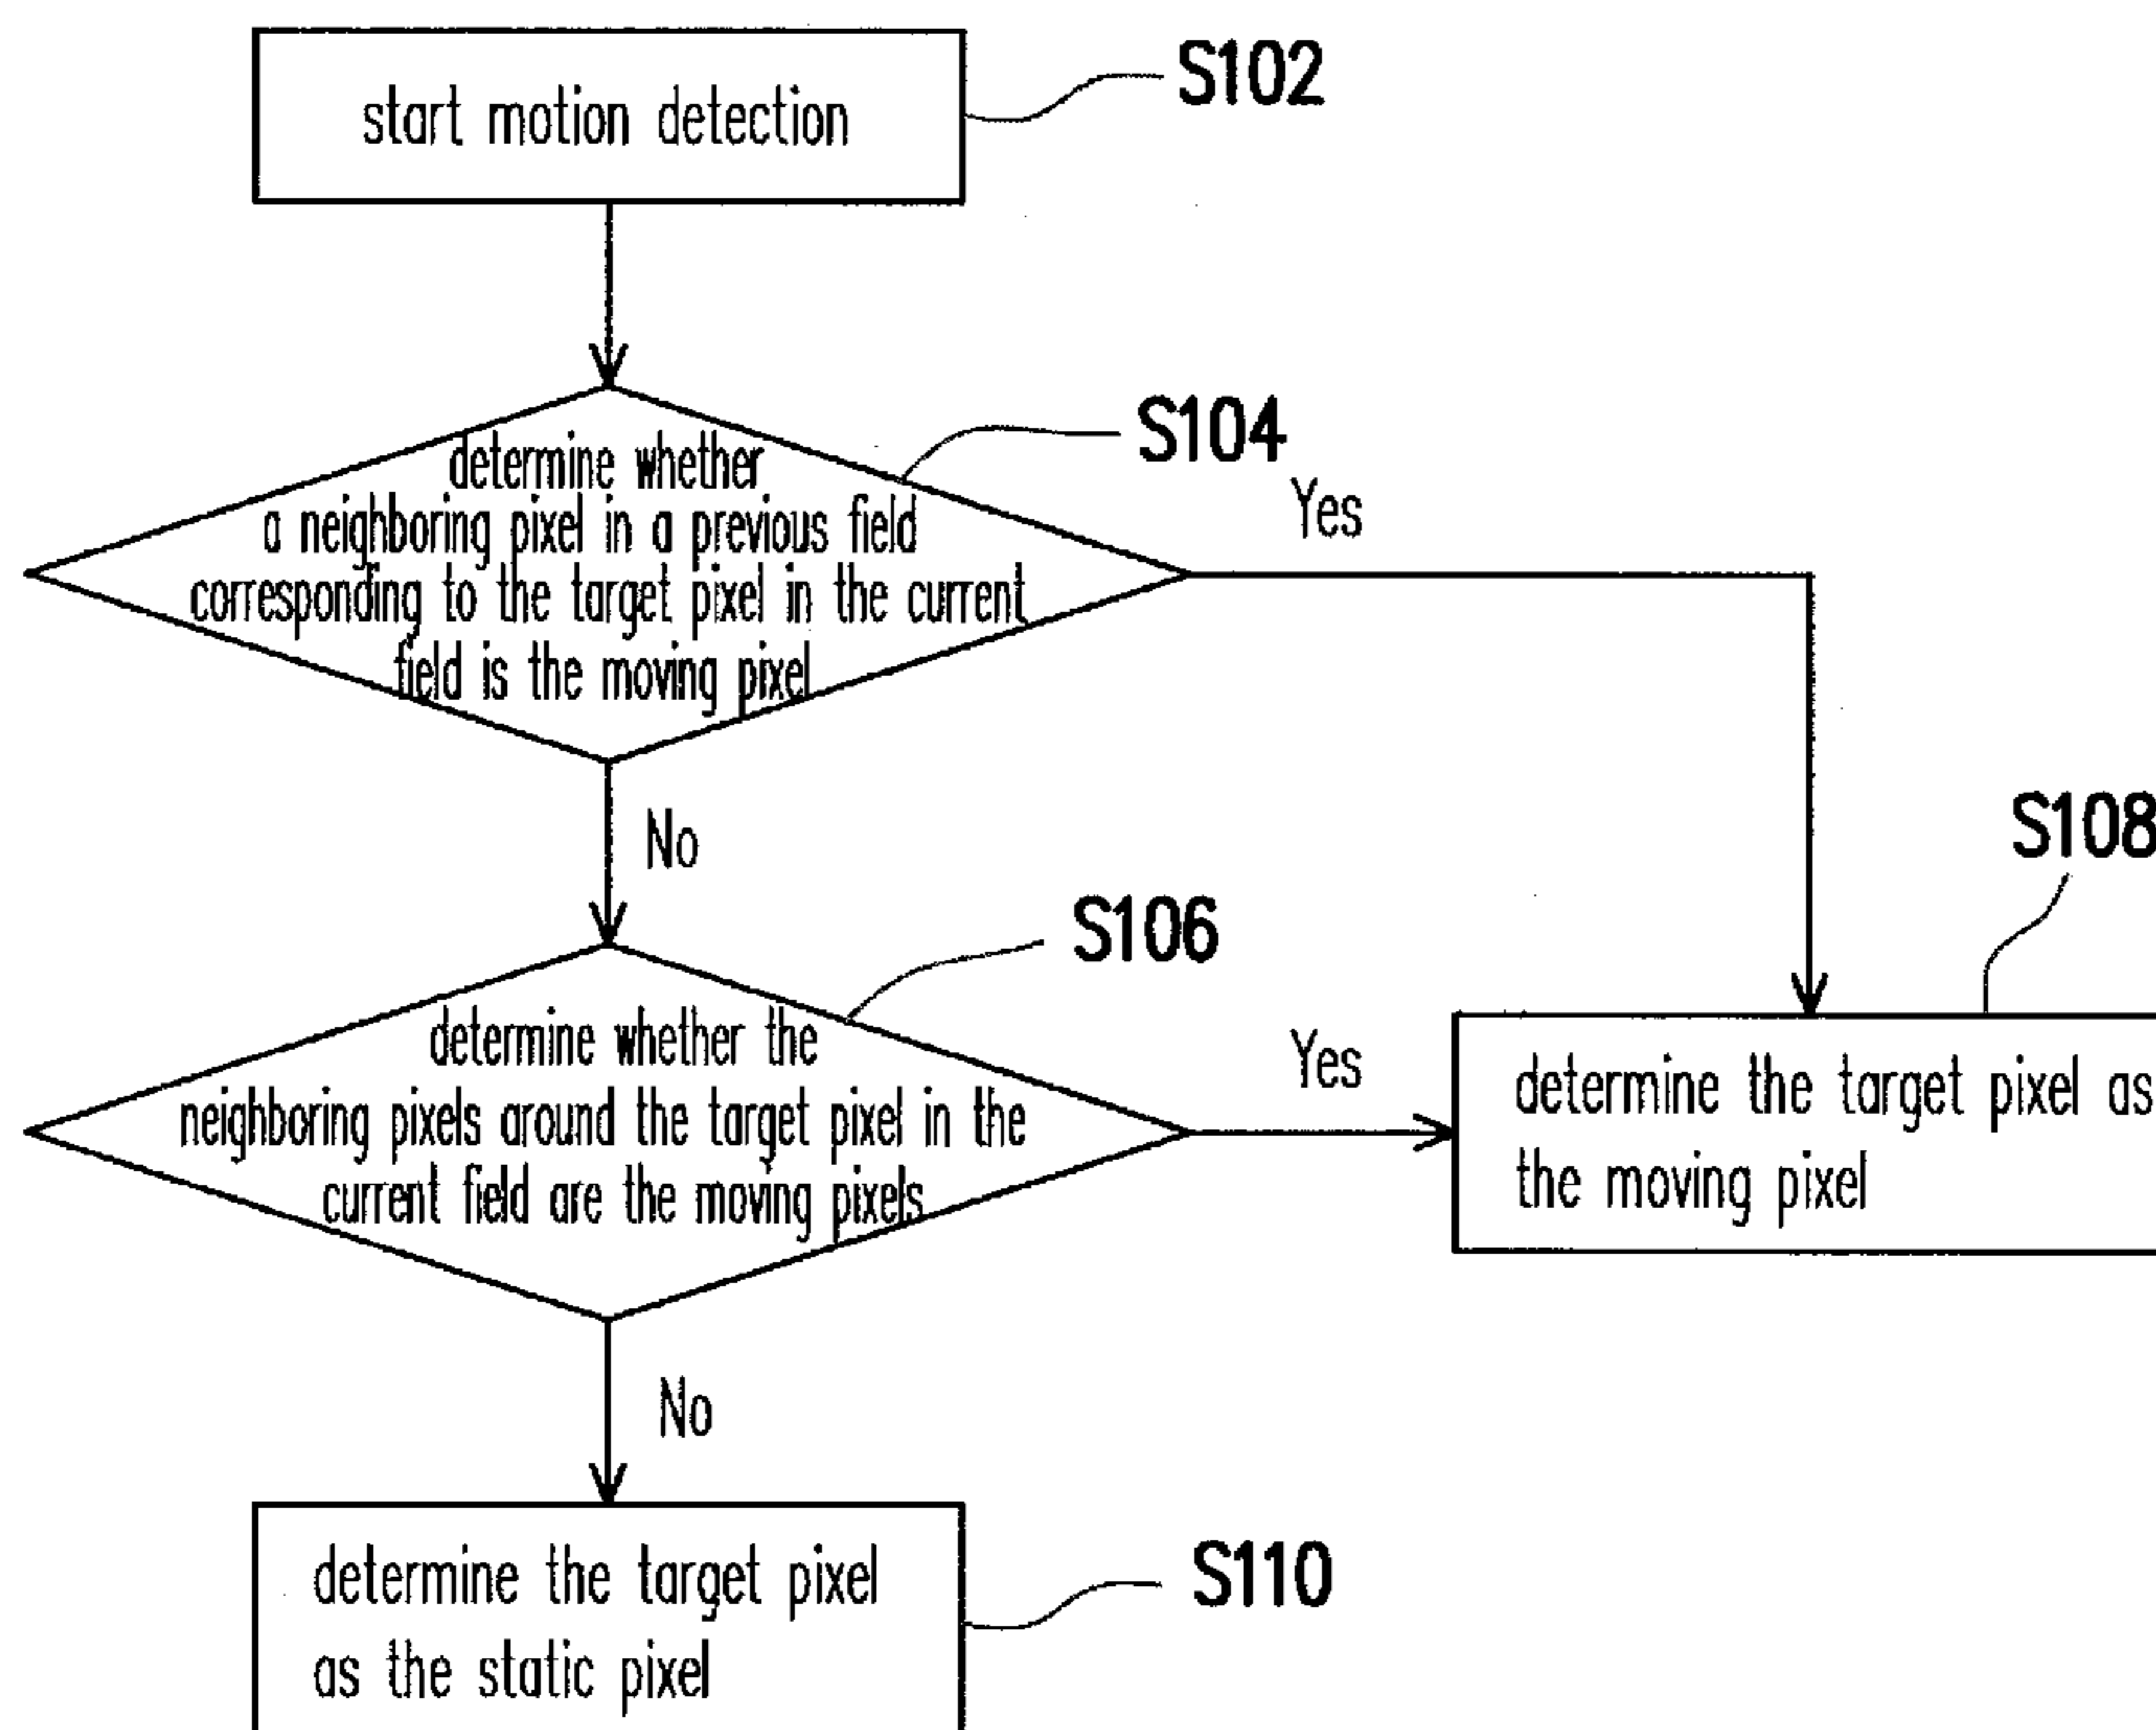 start motion detection
S102
determine whether
a neighboring pixel in a previous field
corresponding to the target pixel in the current
field is the moving pixel
S104
Yes
No
determine whether the
neighboring pixels around the target pixel in the
current field are the moving pixels
S106
Yes
S108
determine the target pixel as
the moving pixel
No
determine the target pixel
as the static pixel
S110